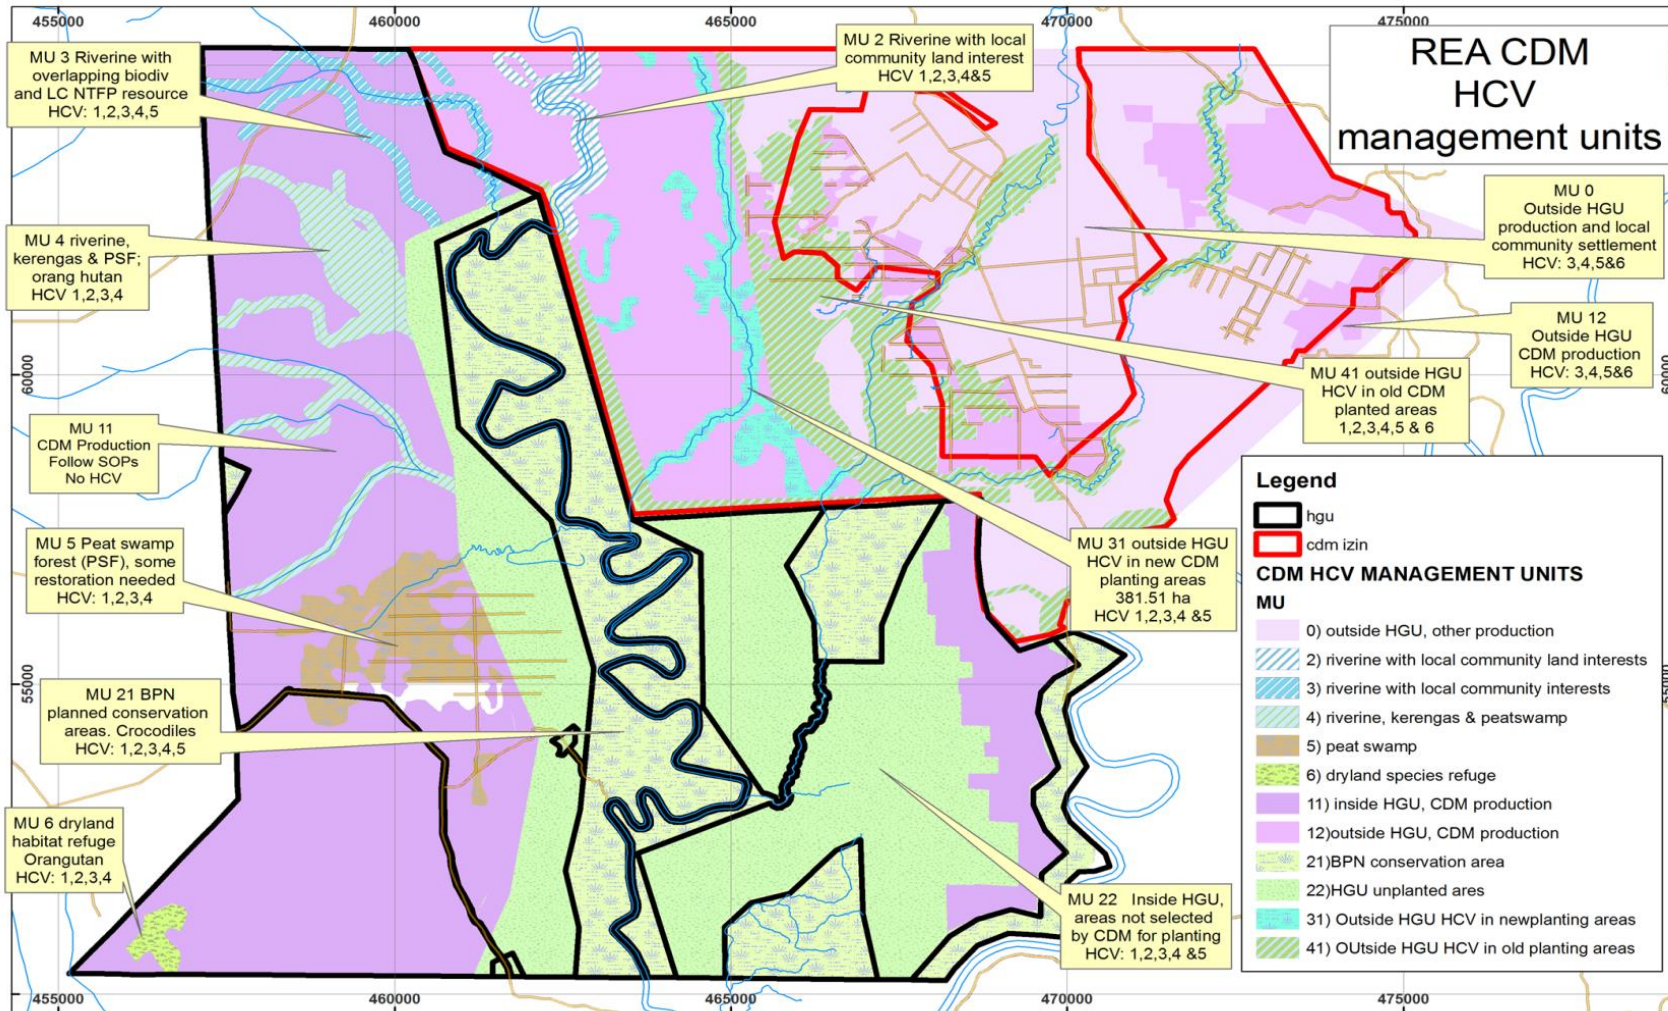 455000
460000
465000
470000
475000
REA CDM
HCV
management units
MU 3 Riverine with
overlapping biodiv
and LC NTFP resource
HCV: 1,2,3,4,5
MU 2 Riverine with local
community land interest
HCV 1,2,3,4&5
MU 0
Outside HGU
production and local
community settlement
HCV: 3,4,5&6
MU 4 riverine,
kerengas & PSF;
orang hutan
HCV 1,2,3,4
MU 12
Outside HGU
CDM production
HCV: 3,4,5&6
60000
60000
MU 41 outside HGU
HCV in old CDM
planted areas
1,2,3,4,5 & 6
MU 11
CDM Production
Follow SOPs
No HCV
MU 5 Peat swamp
forest (PSF), some
restoration needed
HCV: 1,2,3,4
MU 31 outside HGU
HCV in new CDM
planting areas
381.51 ha
HCV 1,2,3,4 &5
55000
MU 21 BPN
planned conservation
areas. Crocodiles
HCV: 1,2,3,4,5
MU 6 dryland
habitat refuge
Orangutan
HCV: 1,2,3,4
MU 22 Inside HGU,
areas not selected
by CDM for planting
HCV: 1,2,3,4 &5
Legend
hgu
cdm izin
CDM HCV MANAGEMENT UNITS
MU
0) outside HGU, other production
2) riverine with local community land interests
3) riverine with local community interests
4) riverine, kerengas & peatswamp
5) peat swamp
6) dryland species refuge
11) inside HGU, CDM production
12)outside HGU, CDM production
21)BPN conservation area
22)HGU unplanted ares
31) Outside HGU HCV in newplanting areas
41) OUtside HGU HCV in old planting areas
455000
460000
465000
470000
475000